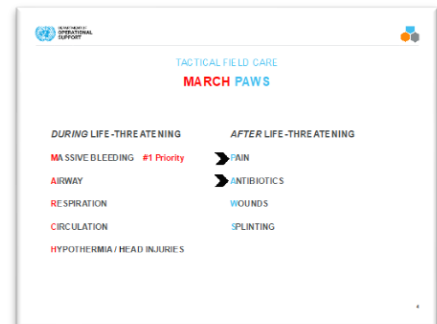 DEPARTMENT OF
OPERATIONAL
SUPPORT
TACTICAL FIELD CARE
MARCH PAWS
DURING LIFE-THREATENING
MASSIVE BLEEDING #1 Priority
AIRWAY
RESPIRATION
CIRCULATION
HYPOTHERMIA / HEAD INJURIES
AFTER LIFE-THREATENING
PAIN
ANTIBIOTICS
WOUNDS
SPLINTING